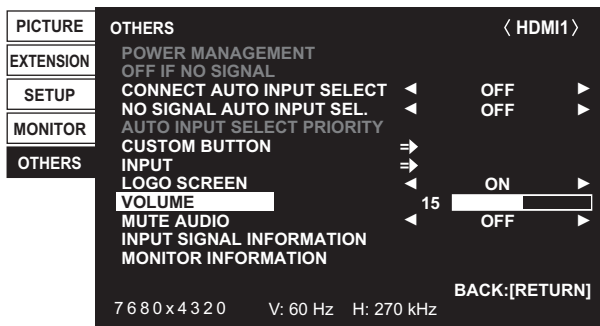 PICTURE
EXTENSION
SETUP
MONITOR
OTHERS
OTHERS 〈 HDMI1 〉
POWER MANAGEMENT
OFF IF NO SIGNAL
CONNECT AUTO INPUT SELECT ◀ OFF ▶
NO SIGNAL AUTO INPUT SEL. ◀ OFF ▶
AUTO INPUT SELECT PRIORITY
CUSTOM BUTTON
INPUT
LOGO SCREEN ◀ ON ▶
VOLUME 15
MUTE AUDIO ◀ OFF ▶
INPUT SIGNAL INFORMATION
MONITOR INFORMATION
BACK:[RETURN]
7680x4320 V: 60 Hz H: 270 kHz